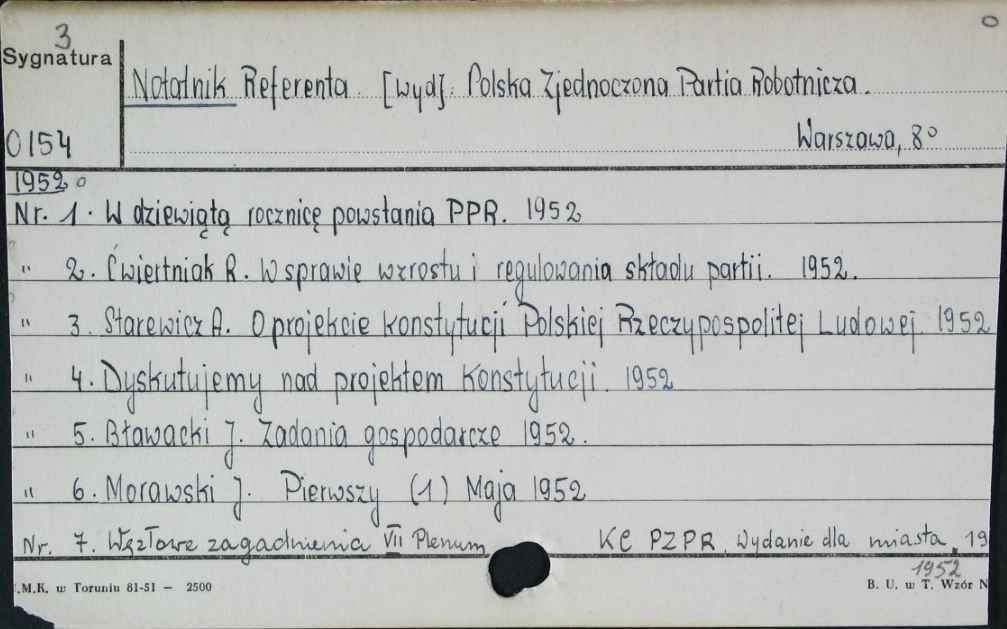 3
Sygnatura
0154
Notatnik Referenta. [wyd]. Polska Zjednoczona Partia Robotnicza.
Warszawa, 8°
1952
Nr. 1. W dziewiątą rocznicę powstania PPR. 1952
" 2. Ćwiertniak R. W sprawie wzrostu i regulowania składu partii. 1952.
" 3. Starewicz A. O projekcie Konstytucji Polskiej Rzeczypospolitej Ludowej 1952
" 4. Dyskutujemy nad projektem Konstytucji. 1952
" 5. Bławacki J. Zadania gospodarcze 1952.
" 6. Morawski J. Pierwszy (1) Maja 1952
Nr. 7. Węzłowe zagadnienia VII Plenum KC PZPR. Wydanie dla miasta, 19
1952
.M.K. w Toruniu 81-51 — 2500
B. U. w T. Wzór N